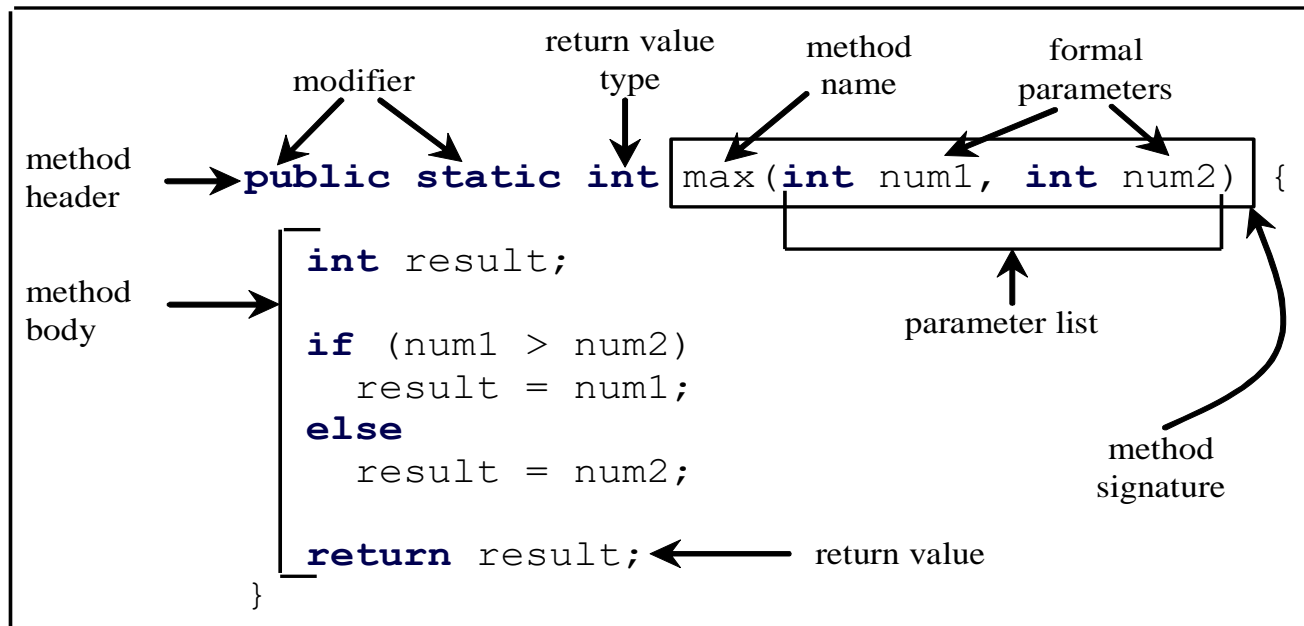 return value
type
method
name
formal
parameters
modifier
method
header
public static int max(int num1, int num2) {
int result;
method
body
parameter list
if (num1 > num2)
result = num1;
else
result = num2;
method
signature
return result;
return value
}